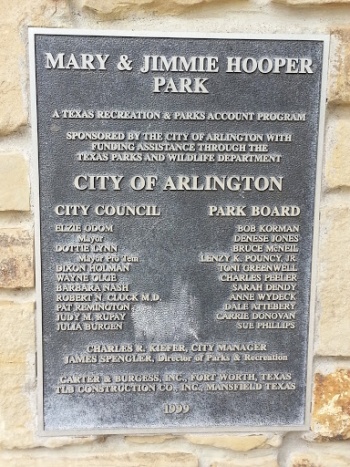 MARY & JIMMIE HOOPER
PARK
A TEXAS RECREATION & PARKS ACCOUNT PROGRAM
SPONSORED BY THE CITY OF ARLINGTON WITH
FUNDING ASSISTANCE THROUGH THE
TEXAS PARKS AND WILDLIFE DEPARTMENT
CITY OF ARLINGTON
CITY COUNCIL
ELZIE ODOM
Mayor
DOTTIE LYNN
Mayor Pro Tem
DIXON HOLMAN
WAYNE OGLE
BARBARA NASH
ROBERT N. CLUCK M.D.
PAT REMINGTON
JUDY M. RUPAY
JULIA BURGEN
PARK BOARD
BOB KORMAN
DENESE JONES
BRUCE McNEIL
LENZY K. POUNCY, JR.
TONI GREENWELL
CHARLES PEELER
SARAH DENDY
ANNE WYDECK
DALE ATTEBERY
CARRIE DONOVAN
SUE PHILLIPS
CHARLES R. KIEFER, CITY MANAGER
JAMES SPENGLER, Director of Parks & Recreation
CARTER & BURGESS, INC., FORT WORTH, TEXAS
CONSTRUCTION CO., INC., MANSFIELD TEXAS
1999